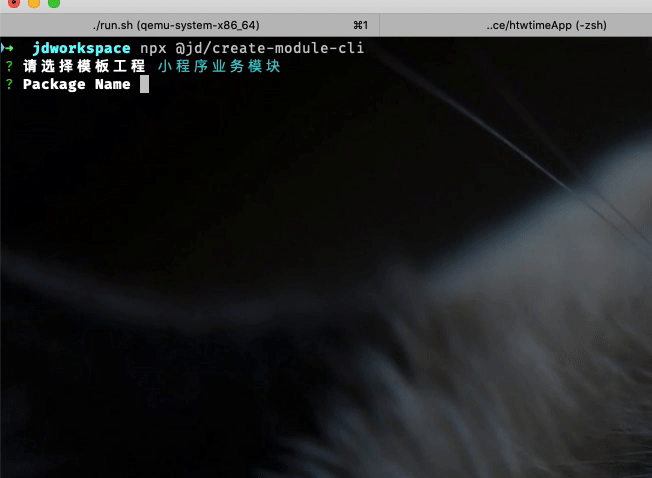 ./run.sh (qemu-system-x86_64) ⌘1 ..ce/htwtimeApp (-zsh)
➜ jdworkspace npx @jd/create-module-cli
? 请选择模板工程 小程序业务模块
? Package Name